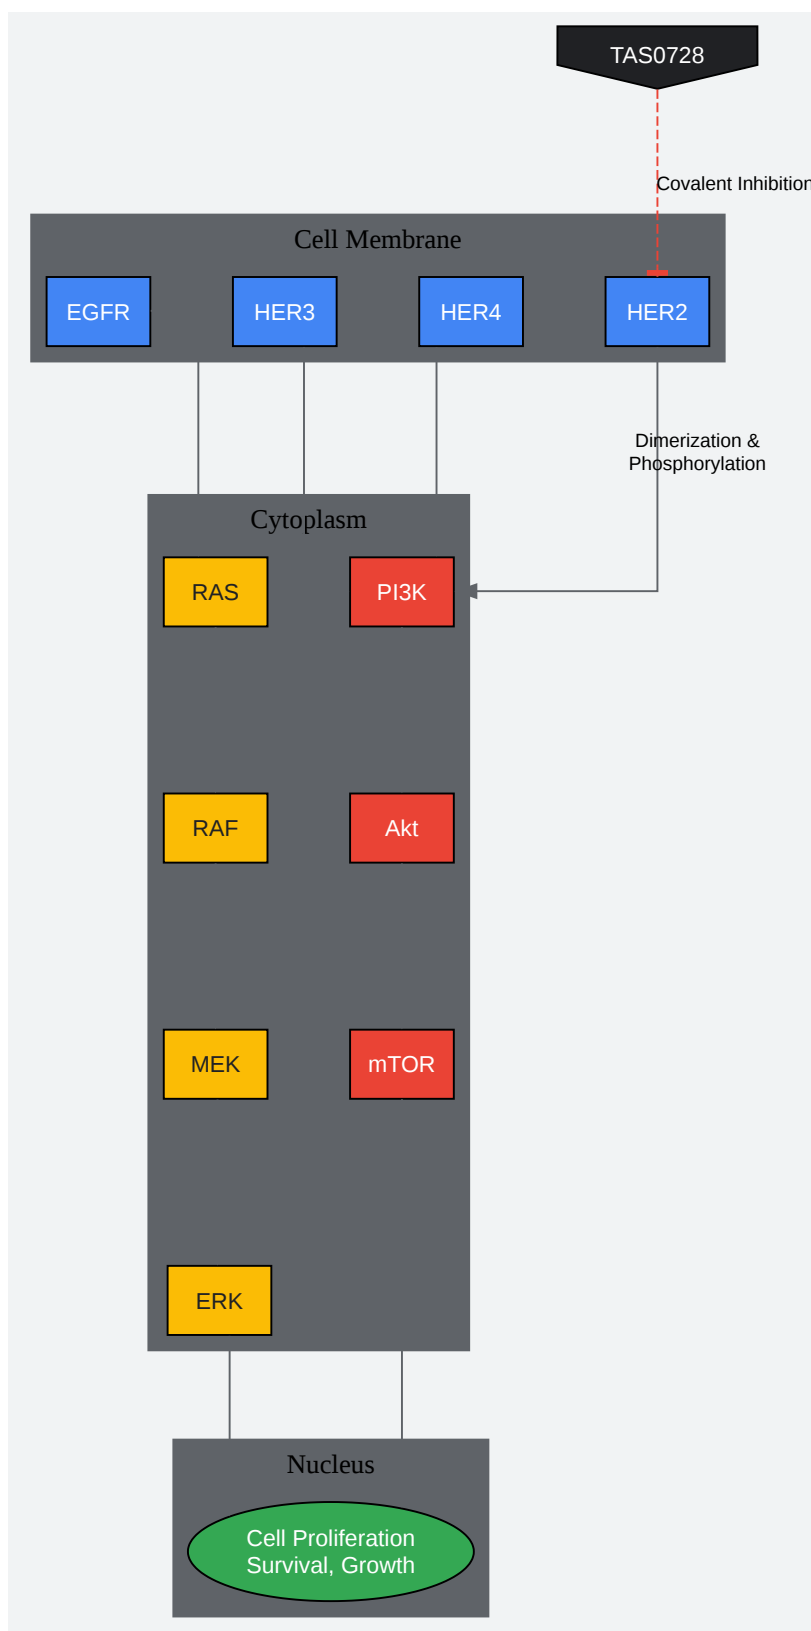 TAS0728
Covalent Inhibition
Cell Membrane
EGFR
HER3
HER4
HER2
Dimerization &
Phosphorylation
Cytoplasm
RAS
PI3K
RAF
Akt
MEK
mTOR
ERK
Nucleus
Cell Proliferation
Survival, Growth